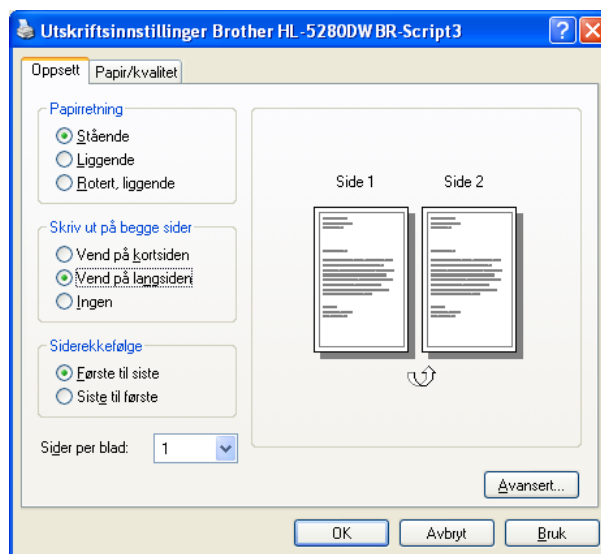 Utskriftsinnstillinger Brother HL-5280DW BR-Script3
Oppsett
Papir/kvalitet
Papirretning
Stående
Liggende
Rotert, liggende
Skriv ut på begge sider
Vend på kortsiden
Vend på langsiden
Ingen
Siderekkefølge
Første til siste
Siste til første
Sider per blad:
1
Side 1
Side 2
Avansert...
OK
Avbryt
Bruk